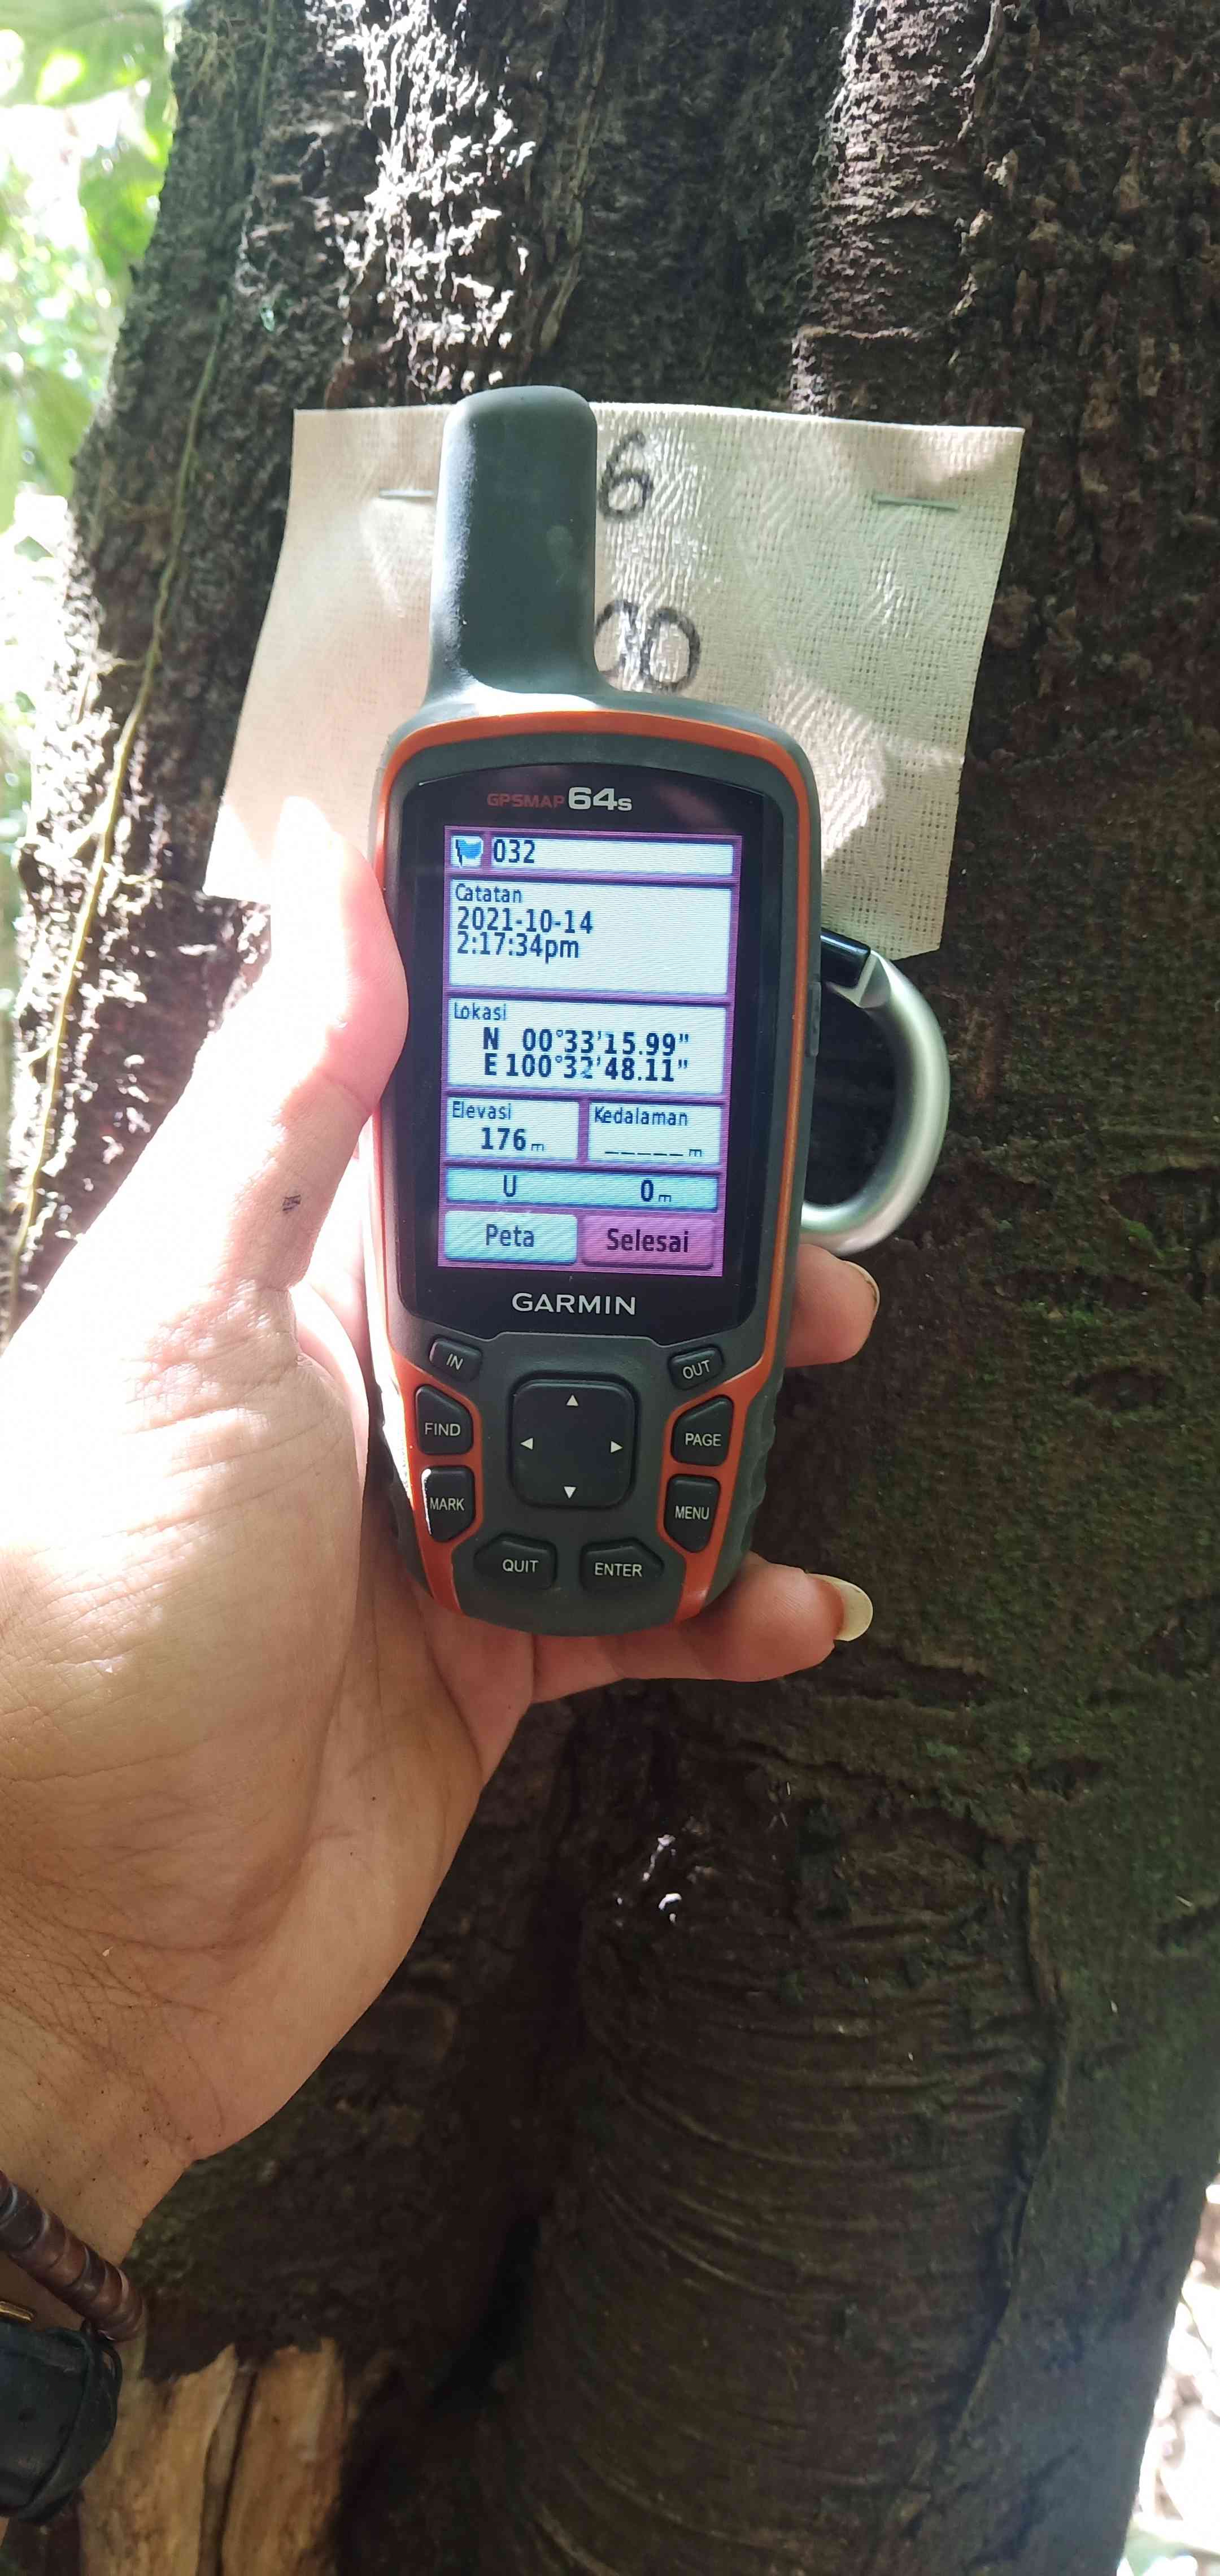 6
00
GPSMAP 64s
032
Catatan
2021-10-14
2:17:34pm
Lokasi
N 00°33'15.99"
E 100°32'48.11"
Elevasi
176 m
Kedalaman
_____ m
U 0 m
Peta Selesai
GARMIN
IN OUT
FIND PAGE
MARK MENU
QUIT ENTER